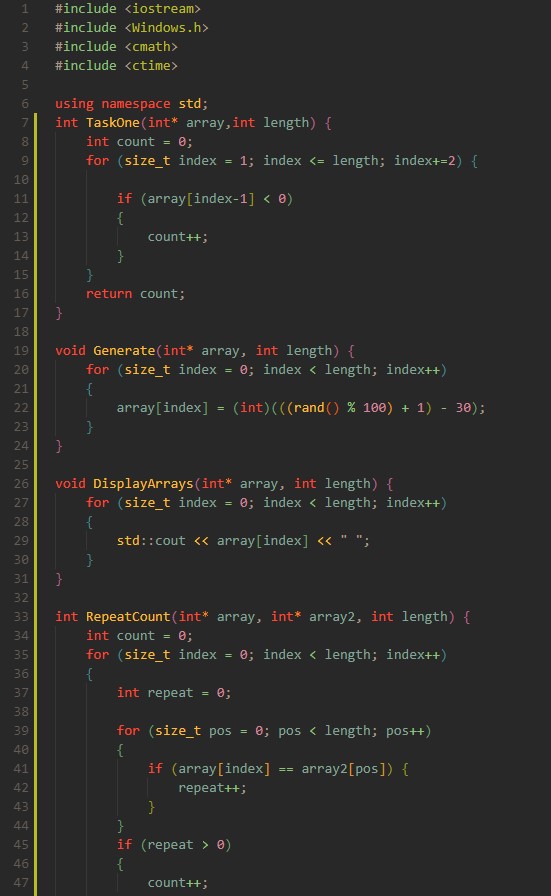 1 #include <iostream>
2 #include <Windows.h>
3 #include <cmath>
4 #include <ctime>
5
6 using namespace std;
7 int TaskOne(int* array,int length) {
8     int count = 0;
9     for (size_t index = 1; index <= length; index+=2) {
10
11         if (array[index-1] < 0)
12         {
13             count++;
14         }
15     }
16     return count;
17 }
18
19 void Generate(int* array, int length) {
20     for (size_t index = 0; index < length; index++)
21     {
22         array[index] = (int)(((rand() % 100) + 1) - 30);
23     }
24 }
25
26 void DisplayArrays(int* array, int length) {
27     for (size_t index = 0; index < length; index++)
28     {
29         std::cout << array[index] << " ";
30     }
31 }
32
33 int RepeatCount(int* array, int* array2, int length) {
34     int count = 0;
35     for (size_t index = 0; index < length; index++)
36     {
37         int repeat = 0;
38
39         for (size_t pos = 0; pos < length; pos++)
40         {
41             if (array[index] == array2[pos]) {
42                 repeat++;
43             }
44         }
45         if (repeat > 0)
46         {
47             count++;